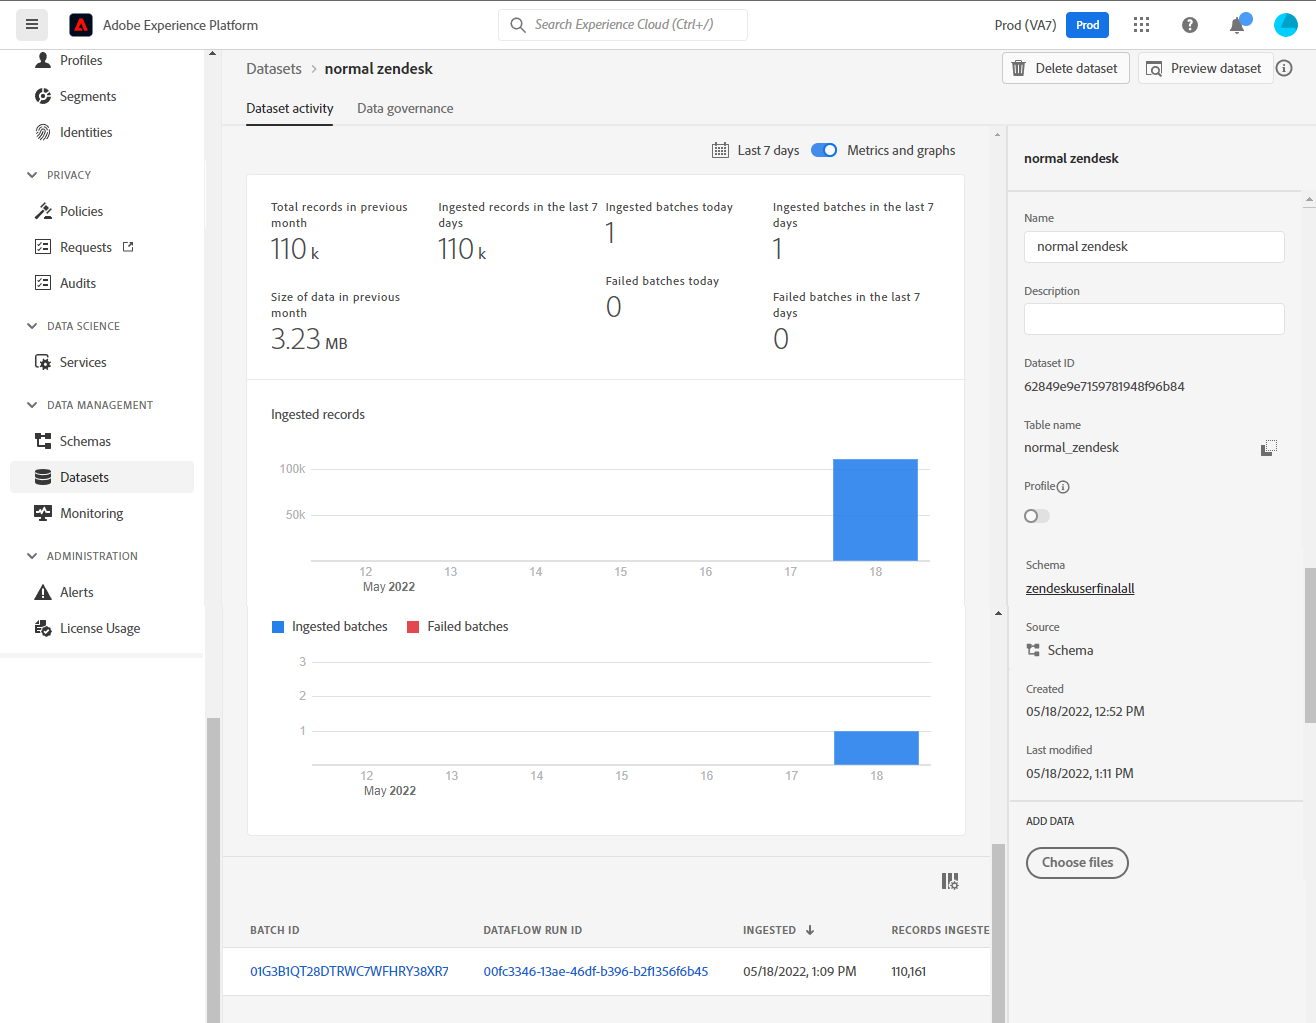 Adobe Experience Platform
Search Experience Cloud (Ctrl+/)
Prod (VA7)
Prod
Profiles
Segments
Identities
PRIVACY
Policies
Requests
Audits
DATA SCIENCE
Services
DATA MANAGEMENT
Schemas
Datasets
Monitoring
ADMINISTRATION
Alerts
License Usage
Datasets > normal zendesk
Delete dataset
Preview dataset
Dataset activity
Data governance
Last 7 days
Metrics and graphs
Total records in previous
month
110 k
Ingested records in the last 7
days
110 k
Ingested batches today
1
Ingested batches in the last 7
days
1
Size of data in previous
month
3.23 MB
Failed batches today
0
Failed batches in the last 7
days
0
Ingested records
100k
50k
12 13 14 15 16 17 18
May 2022
Ingested batches
Failed batches
3
2
1
12 13 14 15 16 17 18
May 2022
BATCH ID
DATAFLOW RUN ID
INGESTED ↓
RECORDS INGESTE
01G3B1QT28DTRWC7WFHRY38XR7
00fc3346-13ae-46df-b396-b2f1356f6b45
05/18/2022, 1:09 PM
110,161
normal zendesk
Name
normal zendesk
Description
Dataset ID
62849e9e7159781948f96b84
Table name
normal_zendesk
Profile
Schema
zendeskuserfinalall
Source
Schema
Created
05/18/2022, 12:52 PM
Last modified
05/18/2022, 1:11 PM
ADD DATA
Choose files